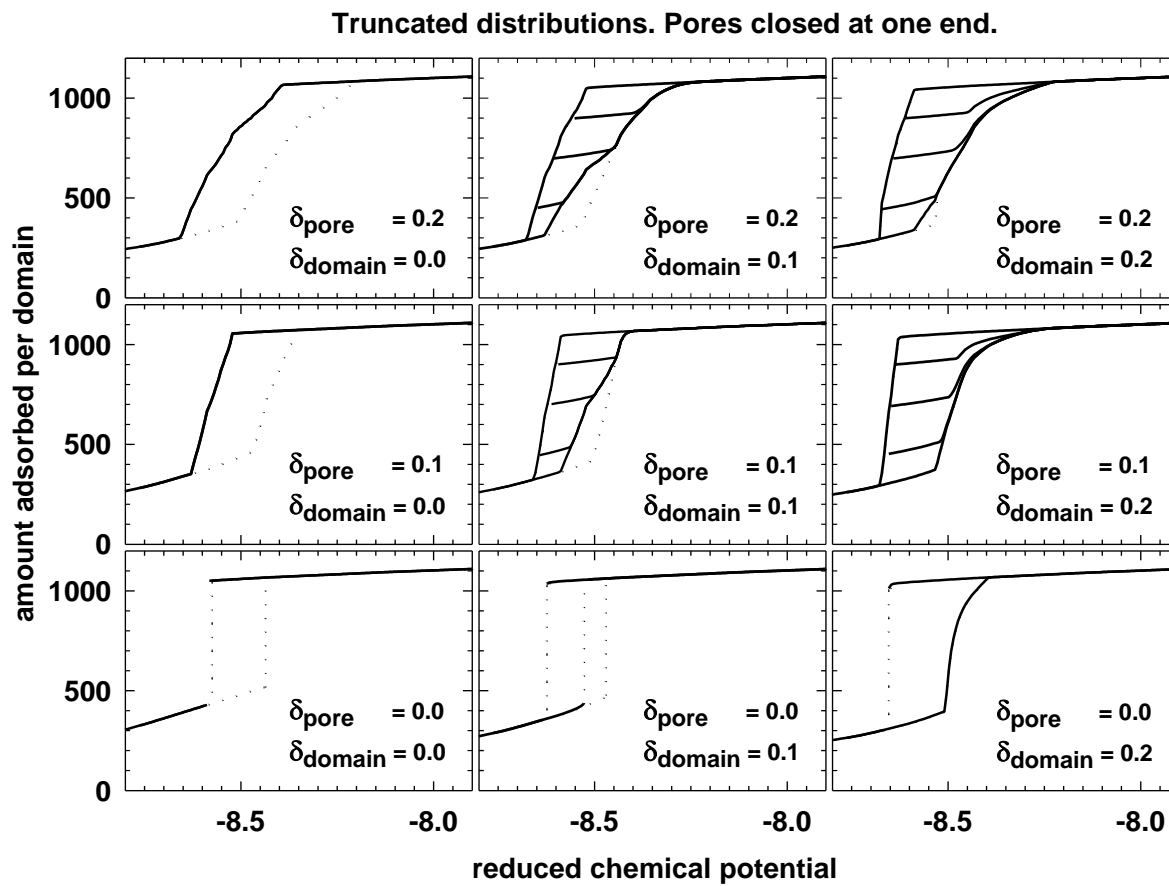 Truncated distributions. Pores closed at one end.
amount adsorbed per domain
1000
500
0
δpore = 0.2
δdomain = 0.0
δpore = 0.2
δdomain = 0.1
δpore = 0.2
δdomain = 0.2
1000
500
0
δpore = 0.1
δdomain = 0.0
δpore = 0.1
δdomain = 0.1
δpore = 0.1
δdomain = 0.2
1000
500
0
δpore = 0.0
δdomain = 0.0
δpore = 0.0
δdomain = 0.1
δpore = 0.0
δdomain = 0.2
-8.5 -8.0 -8.5 -8.0 -8.5 -8.0
reduced chemical potential